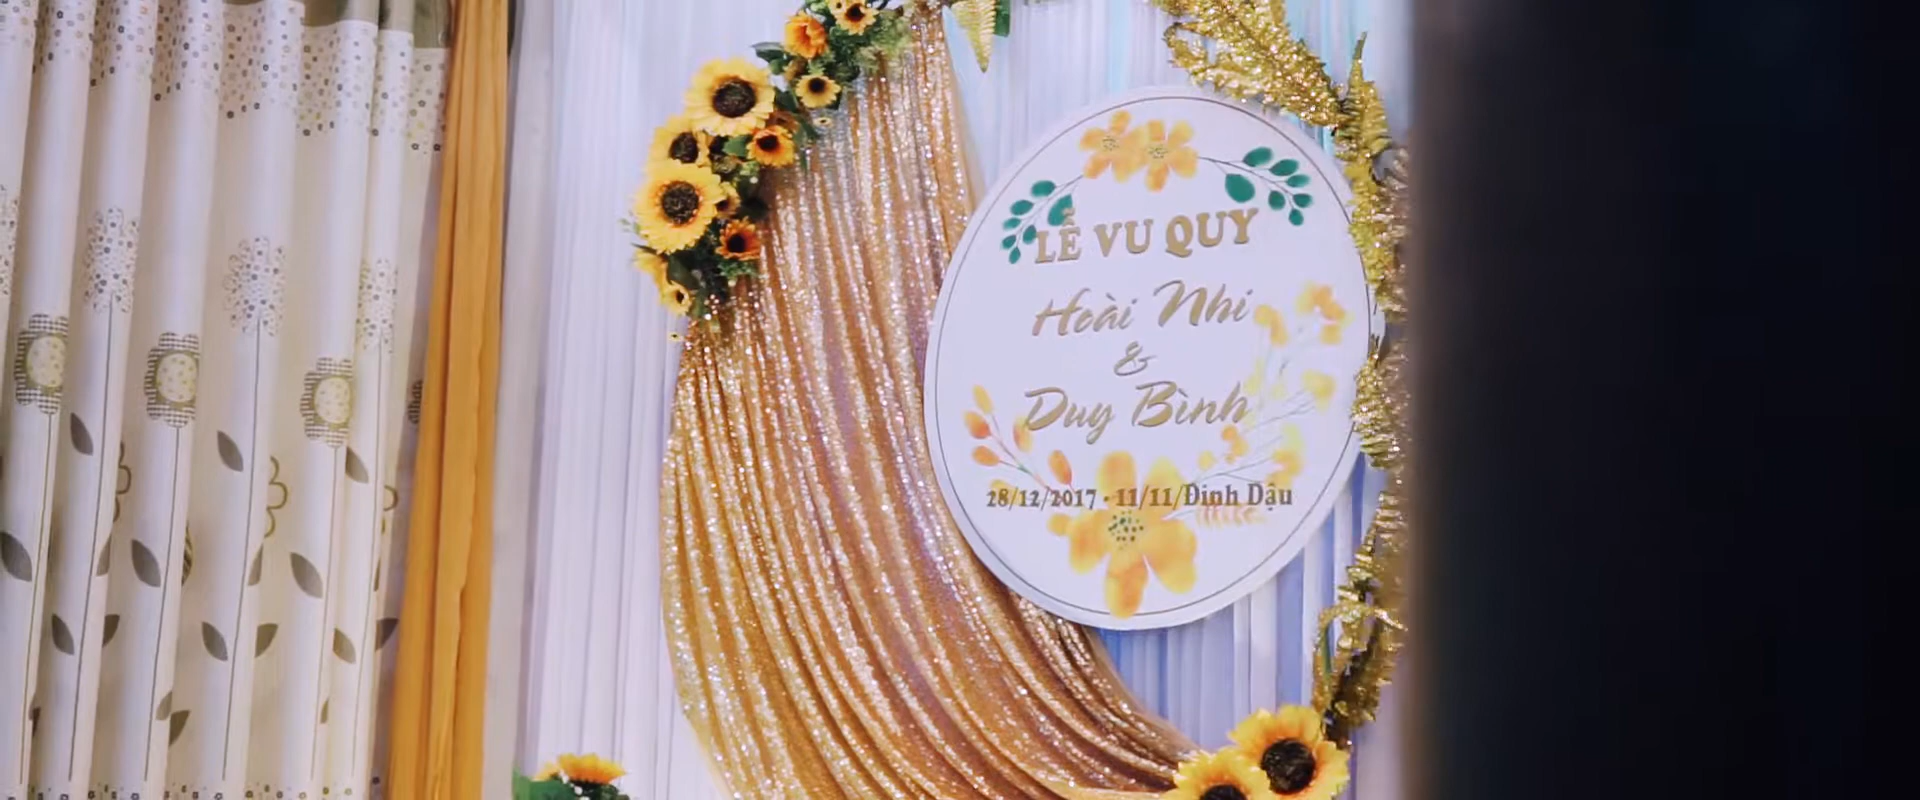 LỄ VU QUY
Hoài Nhi
&
Duy Bình
28/12/2017 - 11/11/Đinh Dậu